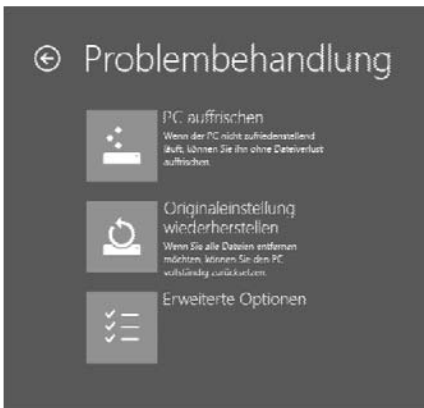 Problembehandlung
PC auffrischen
Wenn der PC nicht zufriedenstellend
läuft, können Sie ihn ohne Dateiverlust
auffrischen.
Originaleinstellung
wiederherstellen
Wenn Sie alle Dateien entfernen
möchten, können Sie den PC
vollständig zurücksetzen.
Erweiterte Optionen